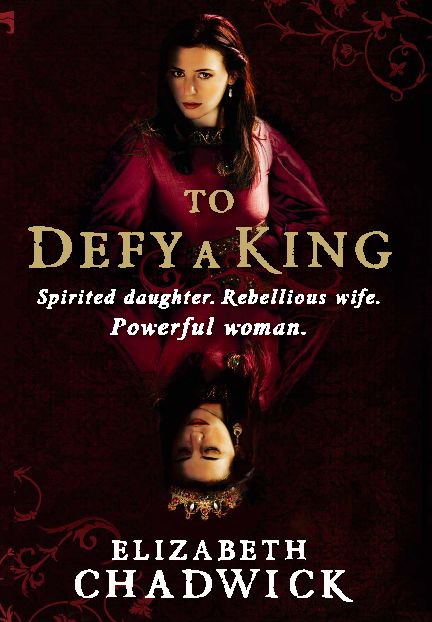 TO
DEFY A KING
Spirited daughter. Rebellious wife.
Powerful woman.
ELIZABETH
CHADWICK